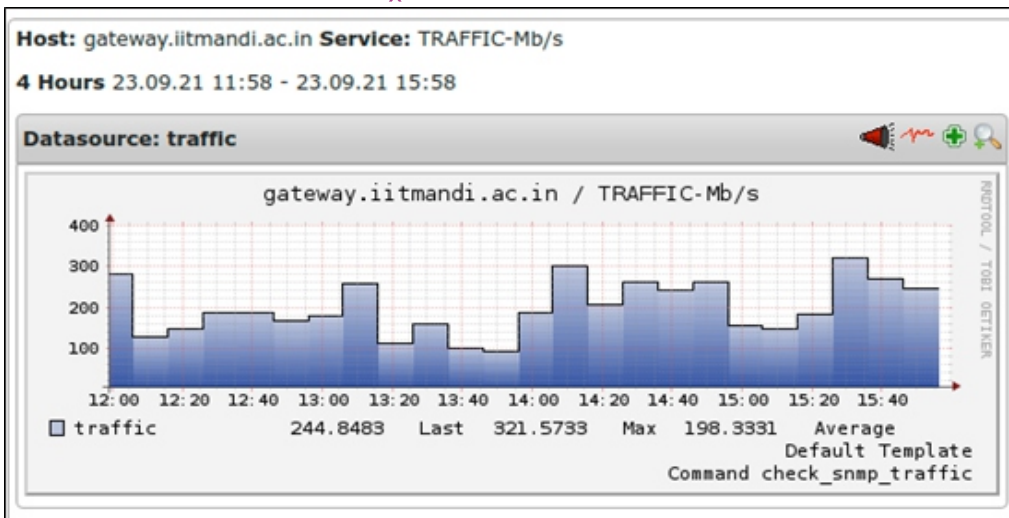 Host: gateway.iitmandi.ac.in Service: TRAFFIC-Mb/s
4 Hours 23.09.21 11:58 - 23.09.21 15:58
Datasource: traffic
gateway.iitmandi.ac.in / TRAFFIC-Mb/s
RRDTOOL / TOBI OETIKER
400
300
200
100
12:00 12:20 12:40 13:00 13:20 13:40 14:00 14:20 14:40 15:00 15:20 15:40
traffic 244.8483 Last 321.5733 Max 198.3331 Average
Default Template
Command check_snmp_traffic